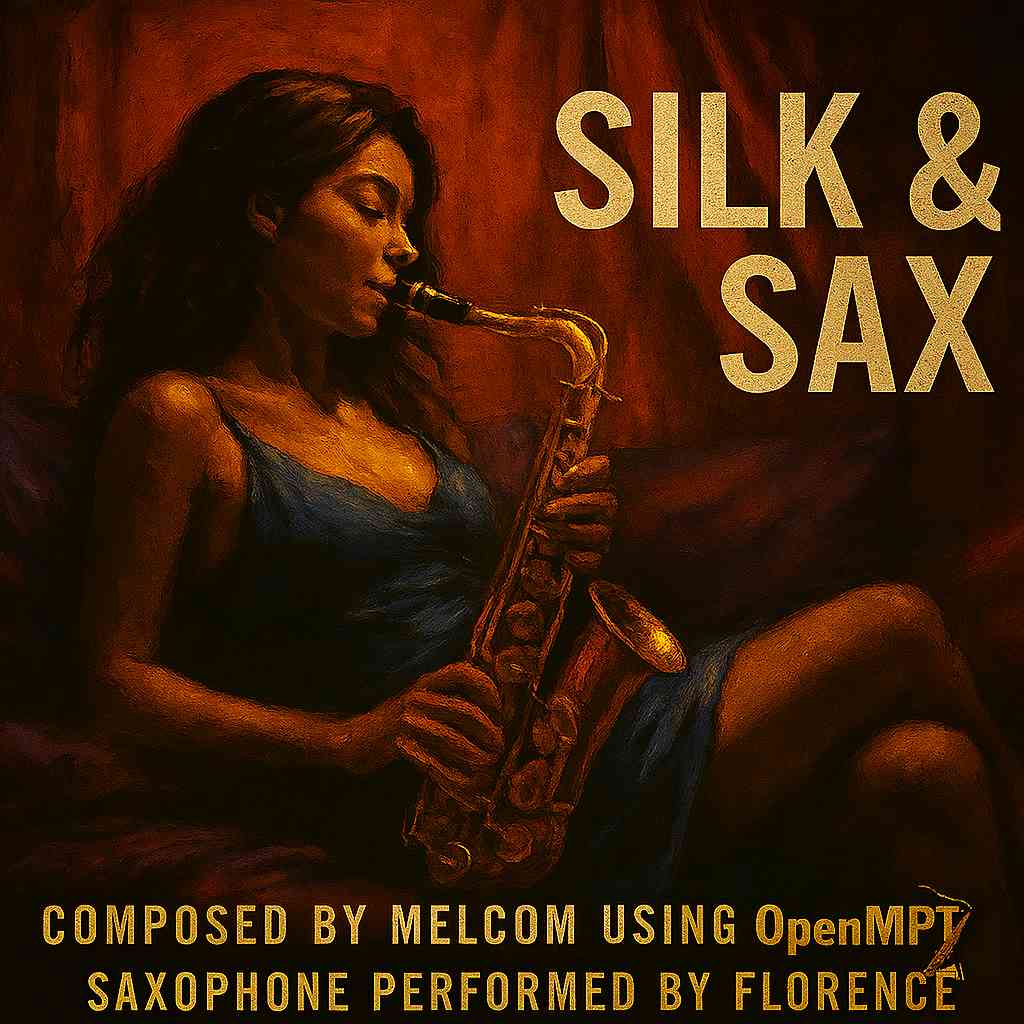 SILK &
SAX
COMPOSED BY MELCOM USING OpenMPT
SAXOPHONE PERFORMED BY FLORENCE